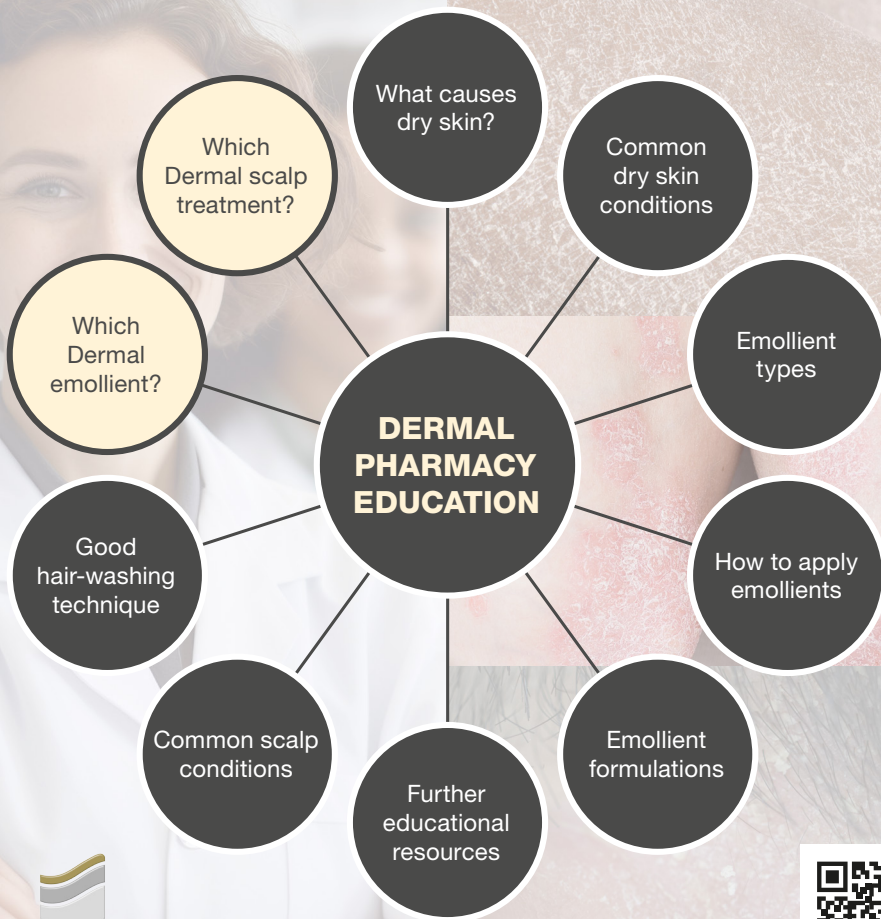 What causes
dry skin?
Common
dry skin
conditions
Emollient
types
How to apply
emollients
Emollient
formulations
Further
educational
resources
Common scalp
conditions
Good
hair-washing
technique
Which
Dermal
emollient?
Which
Dermal scalp
treatment?
DERMAL
PHARMACY
EDUCATION